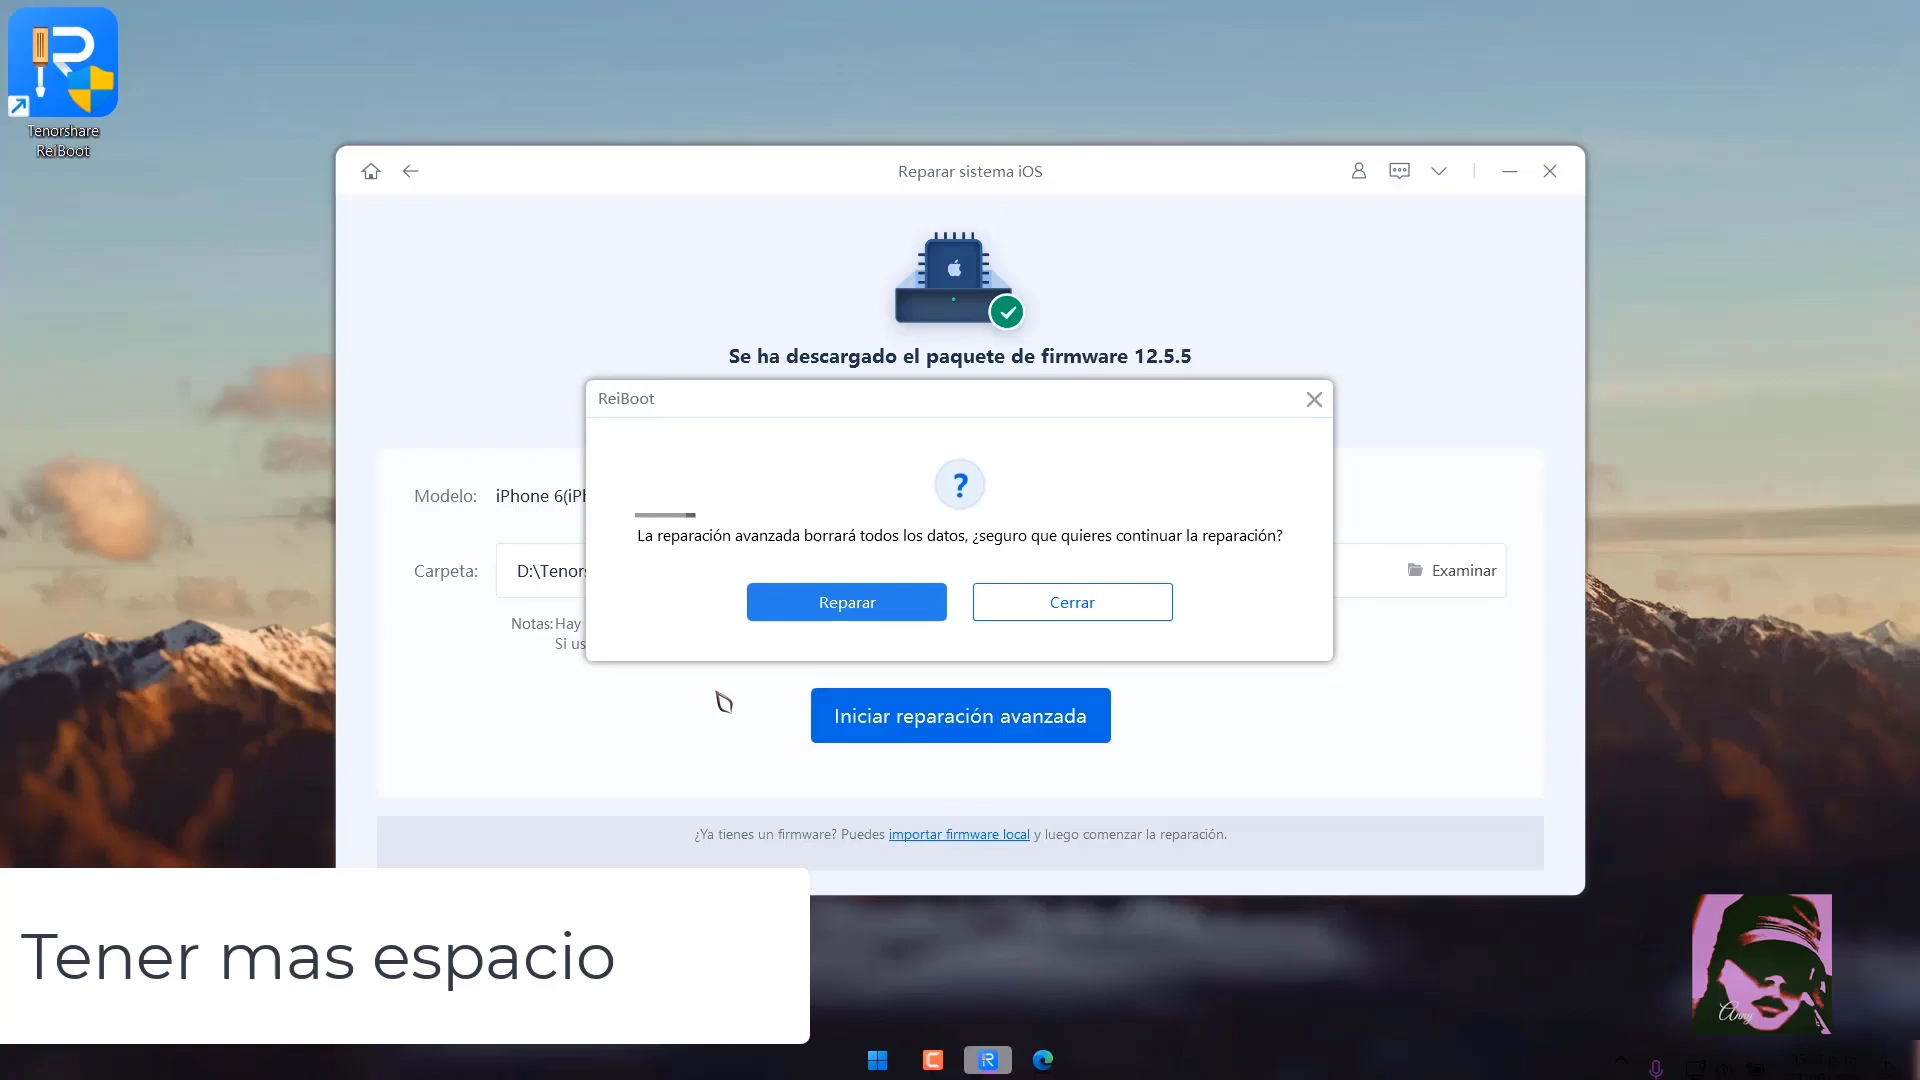 Tenorshare
ReiBoot
Reparar sistema iOS
Se ha descargado el paquete de firmware 12.5.5
ReiBoot
?
La reparación avanzada borrará todos los datos, ¿seguro que quieres continuar la reparación?
Reparar
Cerrar
Modelo: iPhone 6(iPh
Carpeta: D:\Tenors
Examinar
Notas: Hay
Si us
Iniciar reparación avanzada
¿Ya tienes un firmware? Puedes importar firmware local y luego comenzar la reparación.
Tener mas espacio
Anny